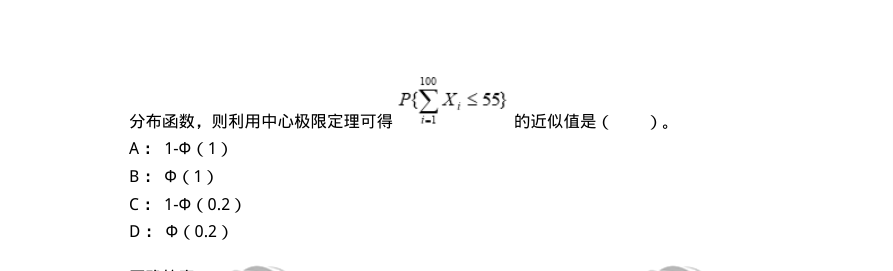 分布函数，则利用中心极限定理可得 P{∑_{i=1}^{100} X_i ≤ 55} 的近似值是（　　）。
A： 1-Φ（1）
B： Φ（1）
C： 1-Φ（0.2）
D： Φ（0.2）